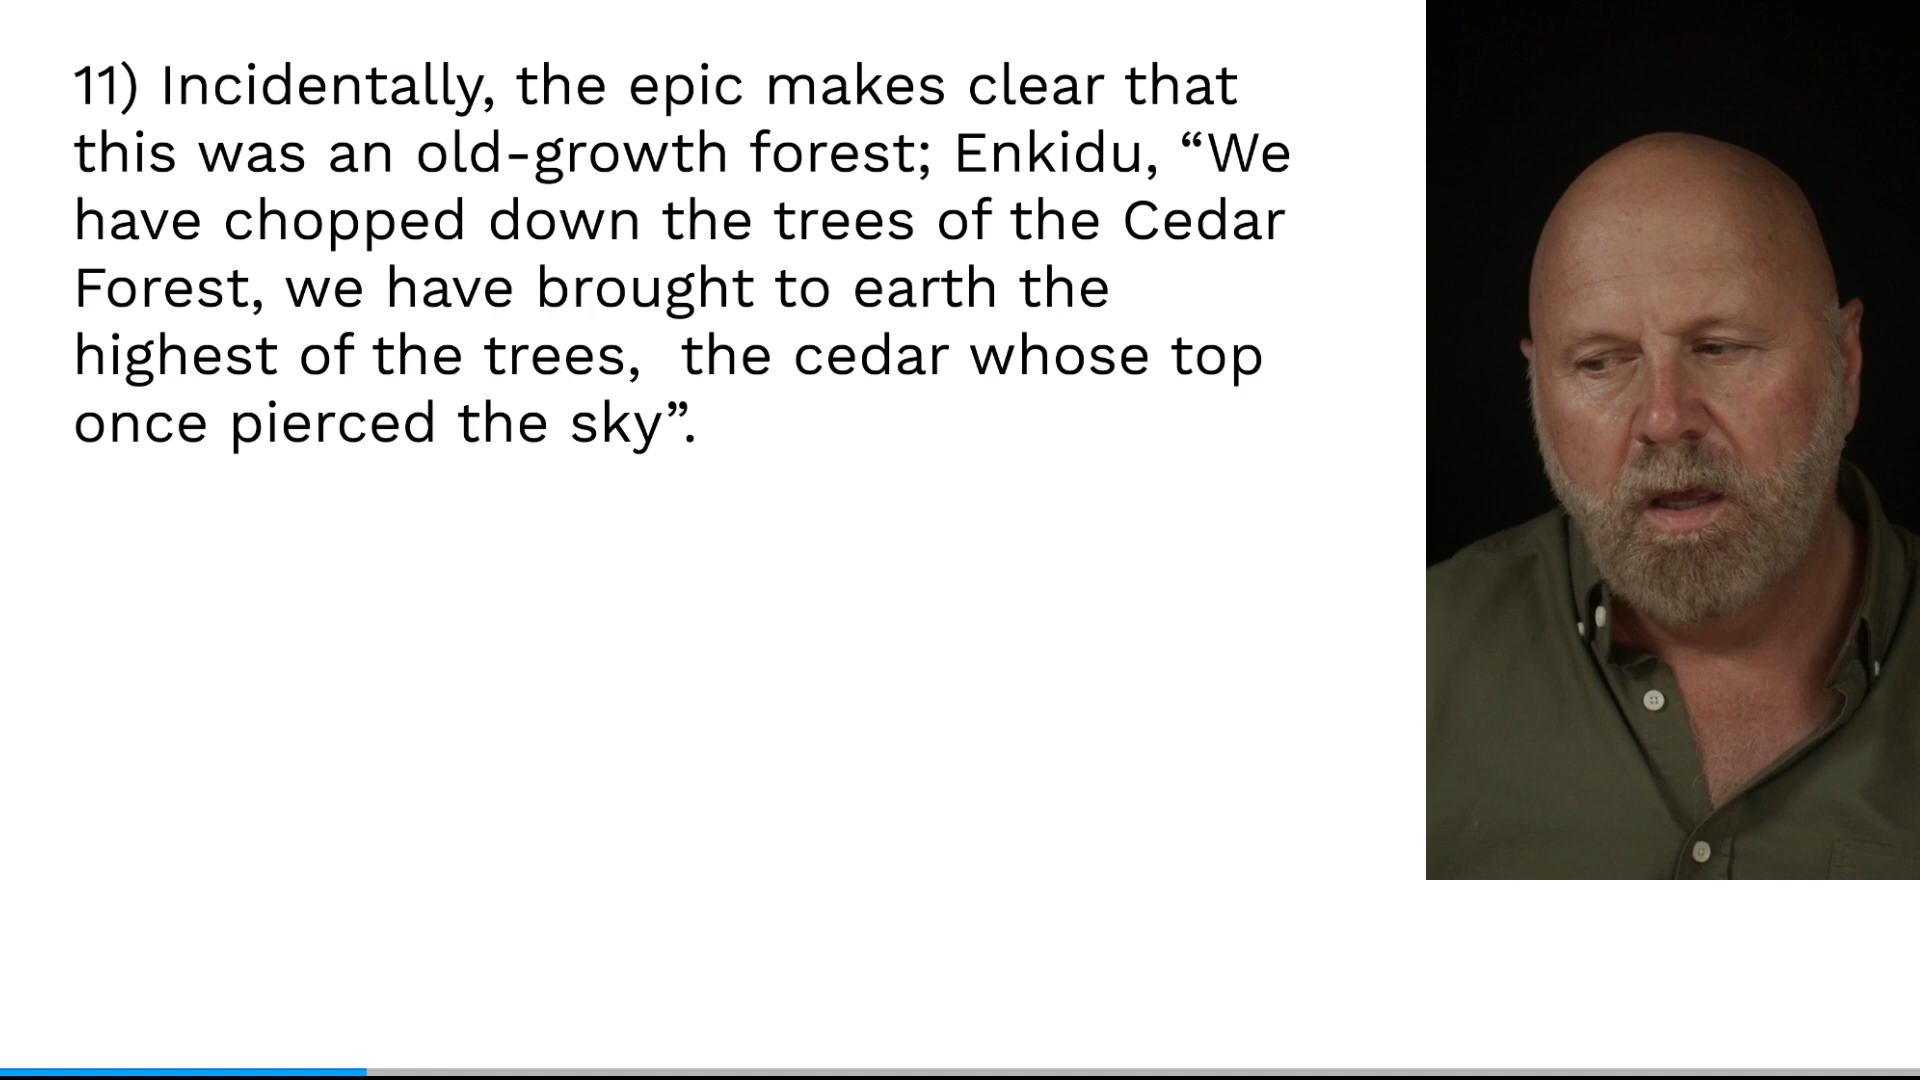 11) Incidentally, the epic makes clear that
this was an old-growth forest; Enkidu, “We
have chopped down the trees of the Cedar
Forest, we have brought to earth the
highest of the trees,  the cedar whose top
once pierced the sky”.